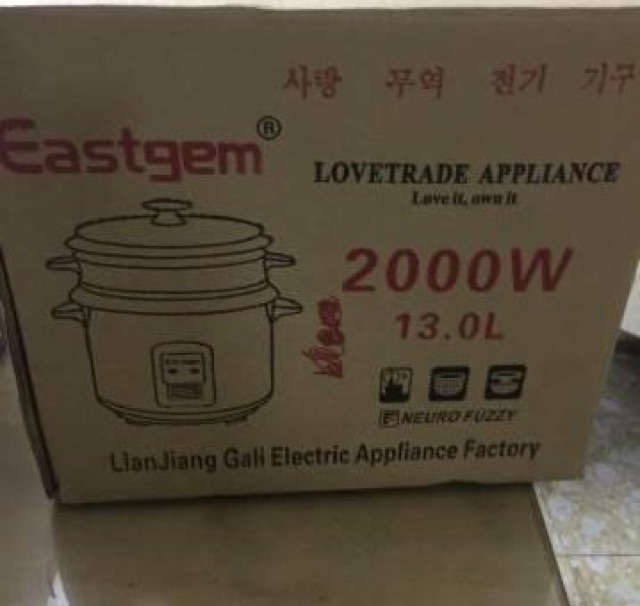 사랑 무역 전기 기구
Eastgem®
LOVETRADE APPLIANCE
Love it, own it
2000W
13.0L
NEURO FUZZY
LianJiang Gali Electric Appliance Factory